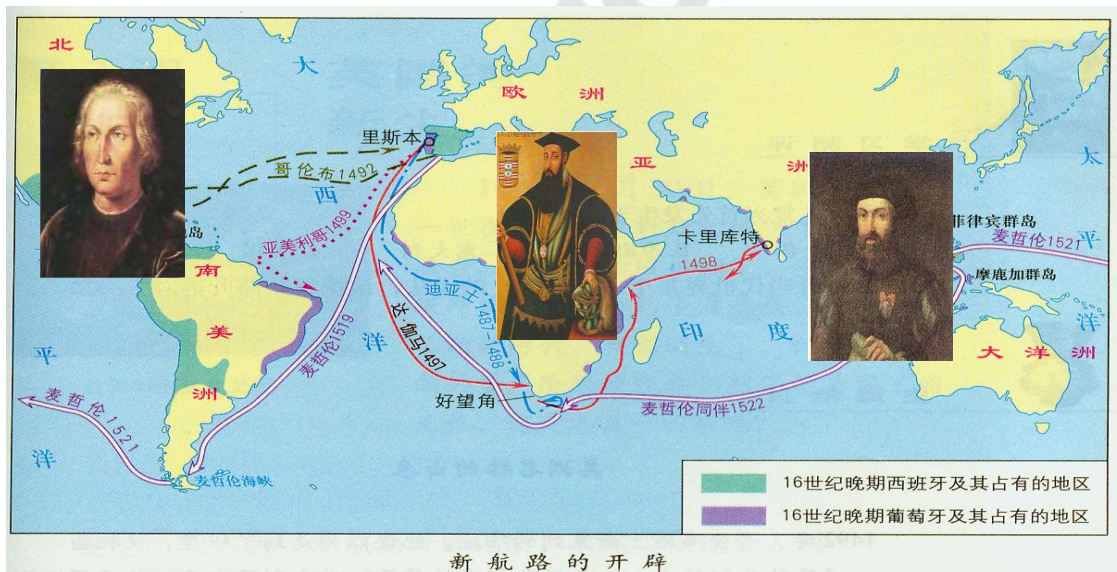 北
大
欧 洲
里斯本
亚
洲
太
哥伦布1492
西
岛
菲律宾群岛
卡里库特
平
亚美利哥1499
麦哲伦1521
南
1498
摩鹿加群岛
迪亚士1487-1488
美
洋
达·伽马1497
印 度
洋
麦哲伦1519
平
大 洋 洲
洲
好望角
麦哲伦1521
麦哲伦同伴1522
洋
麦哲伦海峡
16世纪晚期西班牙及其占有的地区
16世纪晚期葡萄牙及其占有的地区
新航路的开辟